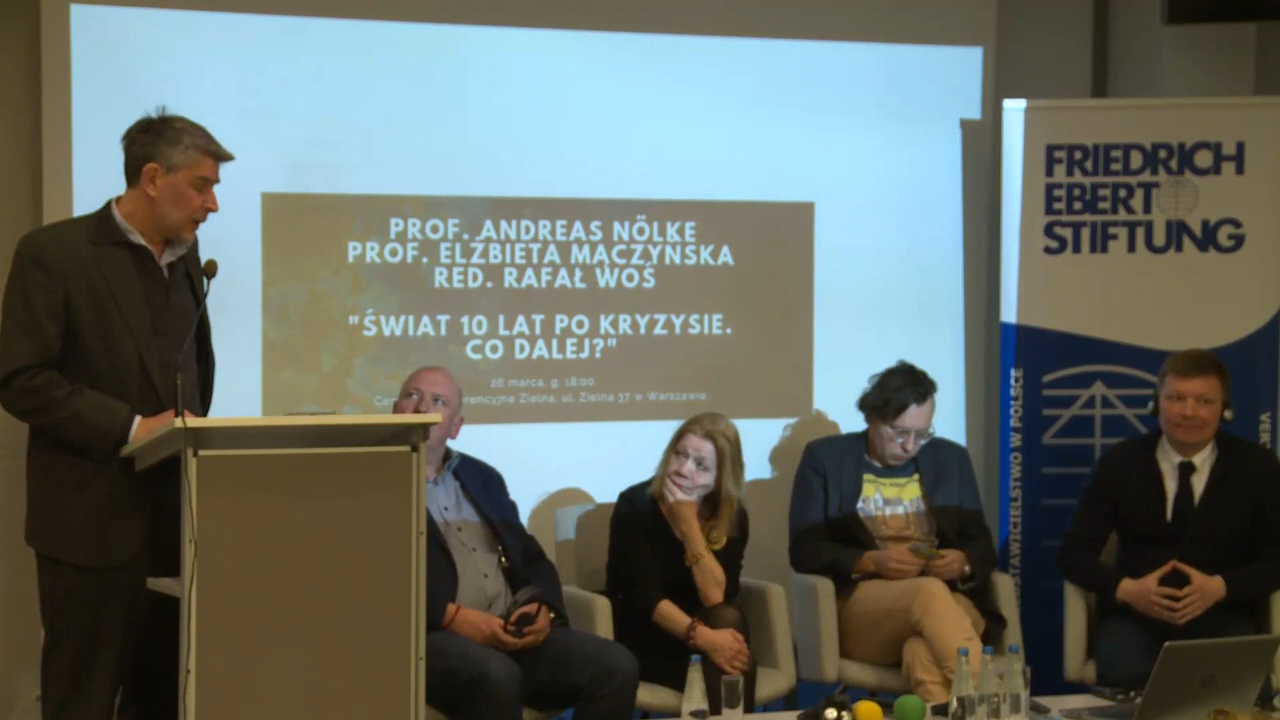 PROF. ANDREAS NÖLKE
PROF. ELŻBIETA MĄCZYŃSKA
RED. RAFAŁ WOŚ
"ŚWIAT 10 LAT PO KRYZYSIE.
CO DALEJ?"
26 marca, g. 18:00,
Zielna, ul. Zielna 37 w Warszawie.
FRIEDRICH
EBERT
STIFTUNG
W POLSCE